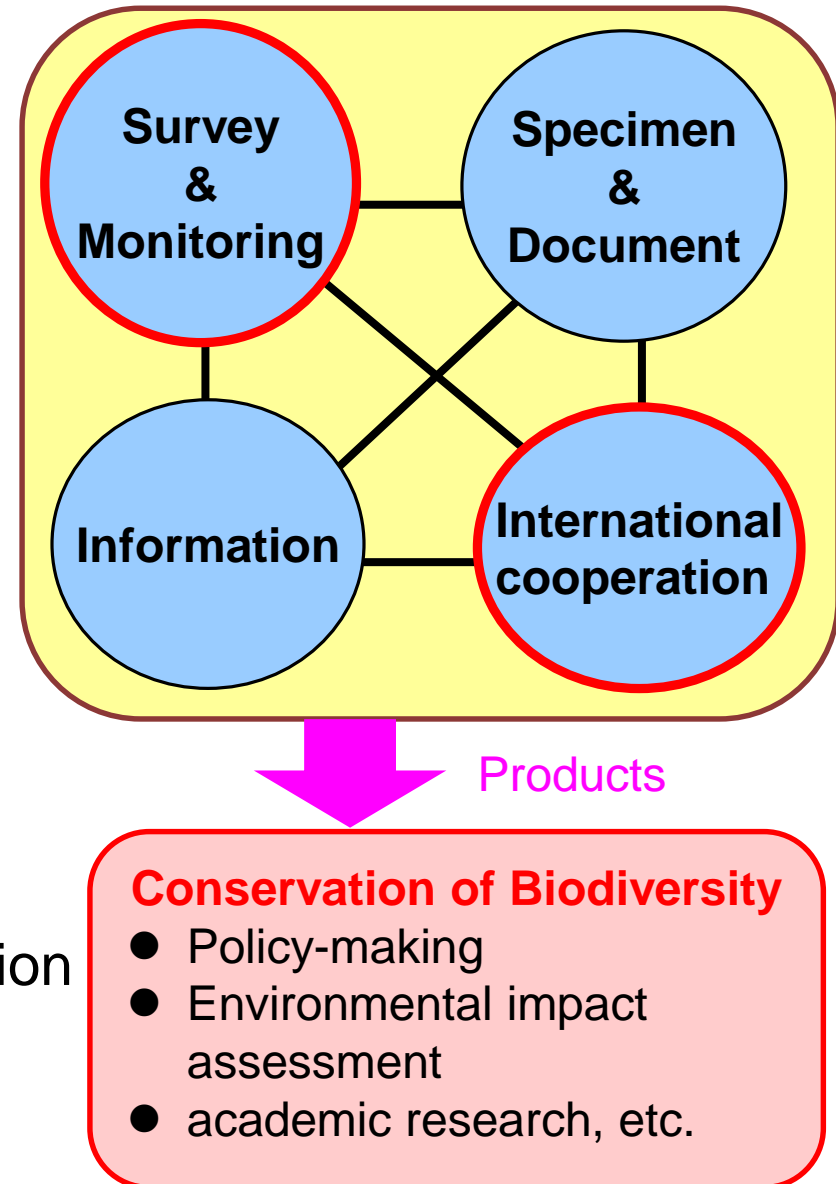 Survey
&
Monitoring
Specimen
&
Document
Information
International
cooperation
Products
Conservation of Biodiversity
● Policy-making
● Environmental impact
assessment
● academic research, etc.
ion